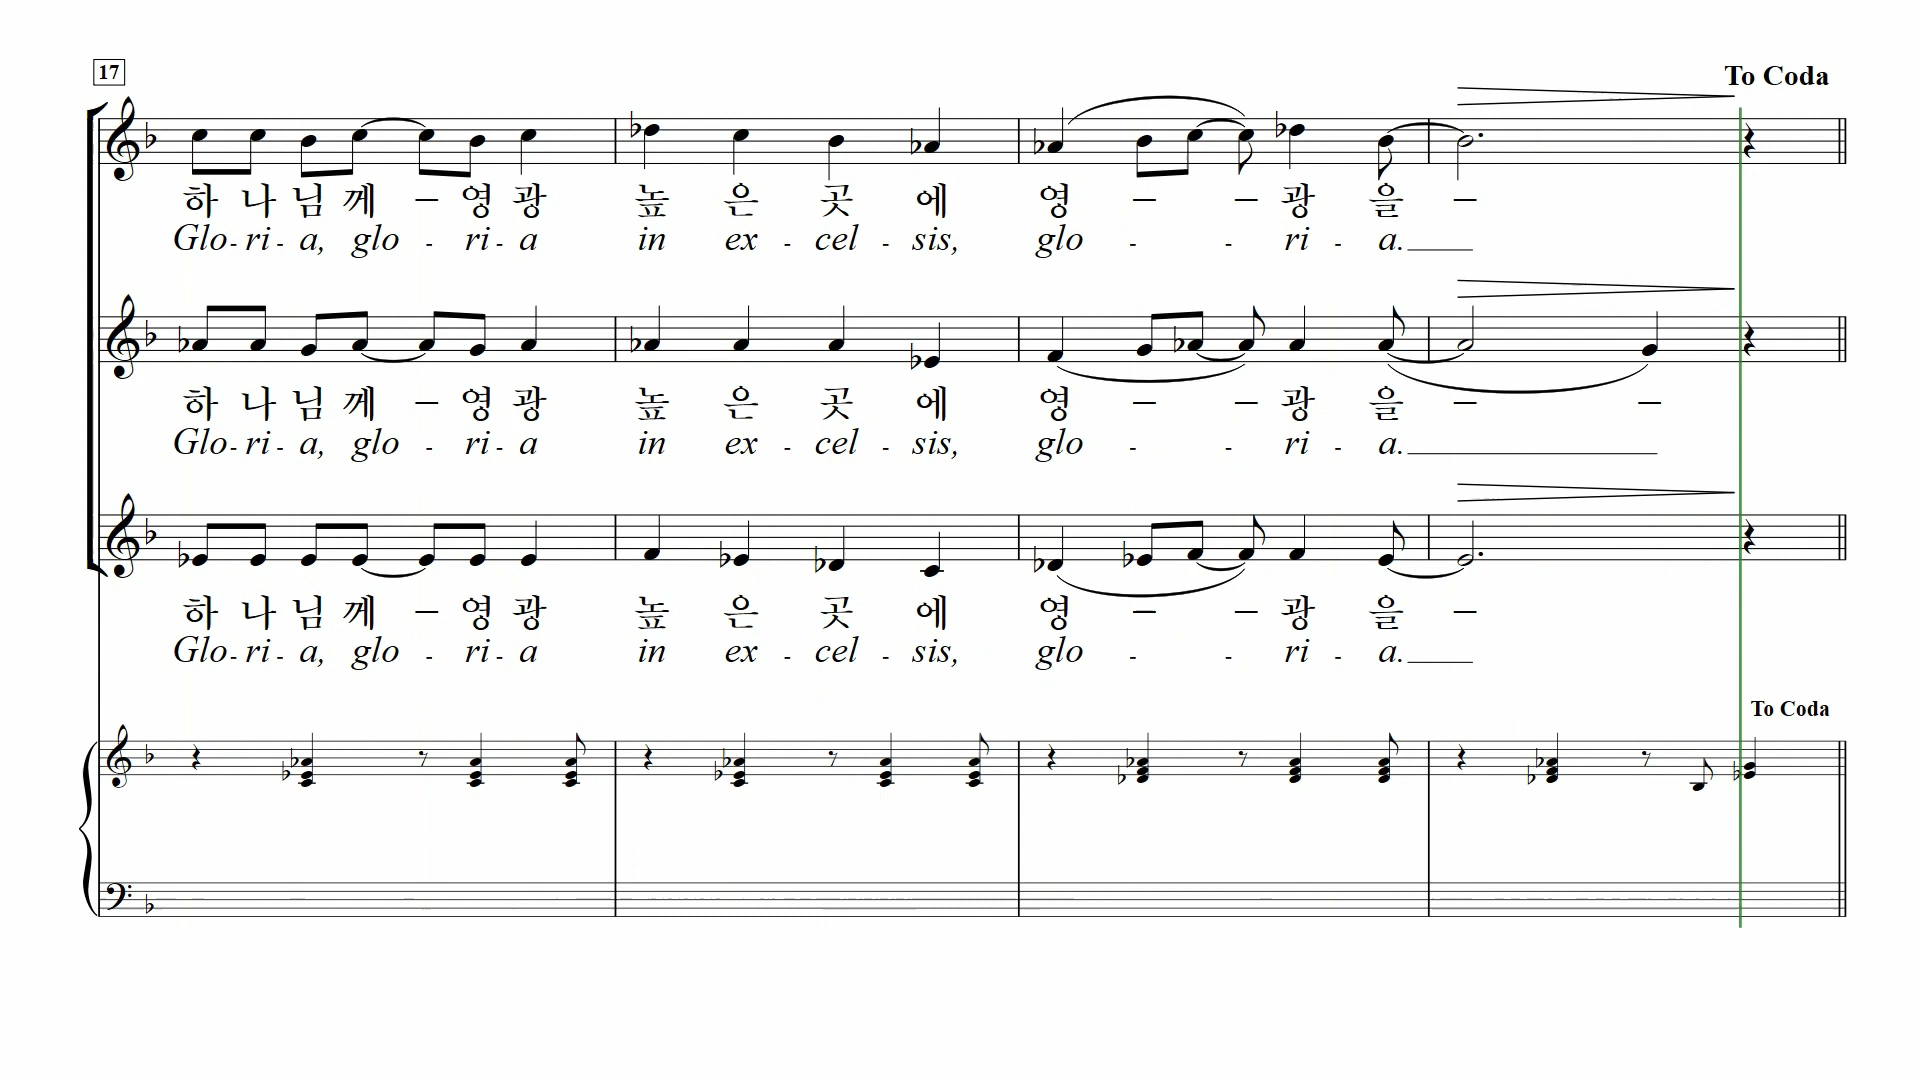 17
To Coda
하 나 님 께 – 영 광 높 은 곳 에 영 – – 광 을 –
Glo - ri - a, glo - ri - a in ex - cel - sis, glo - - ri - a.
하 나 님 께 – 영 광 높 은 곳 에 영 – – 광 을 – –
Glo - ri - a, glo - ri - a in ex - cel - sis, glo - - ri - a.
하 나 님 께 – 영 광 높 은 곳 에 영 – – 광 을 –
Glo - ri - a, glo - ri - a in ex - cel - sis, glo - - ri - a.
To Coda